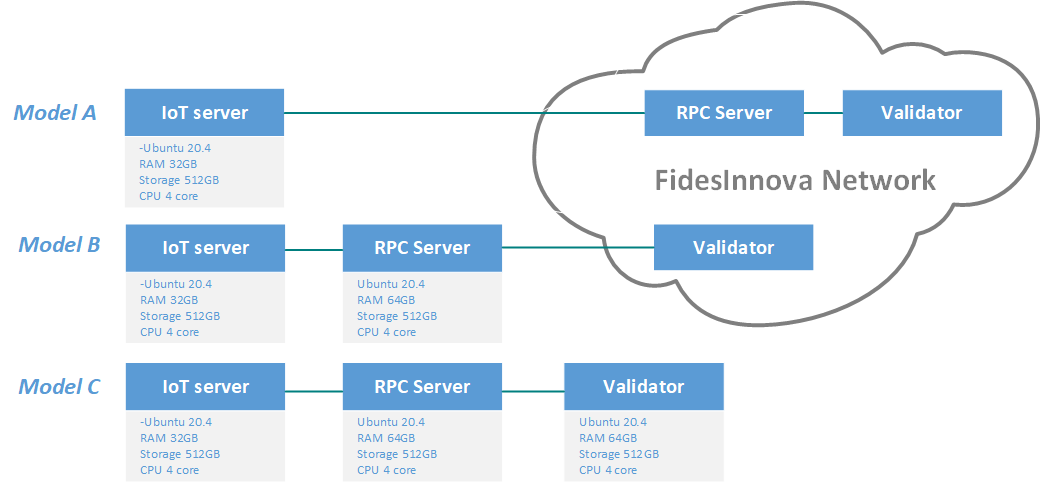 Model A
IoT server
RPC Server
Validator
-Ubuntu 20.4
RAM 32GB
Storage 512GB
CPU 4 core
FidesInnova Network
Model B
IoT server
RPC Server
Validator
-Ubuntu 20.4
RAM 32GB
Storage 512GB
CPU 4 core
Ubuntu 20.4
RAM 64GB
Storage 512GB
CPU 4 core
Model C
IoT server
RPC Server
Validator
-Ubuntu 20.4
RAM 32GB
Storage 512GB
CPU 4 core
Ubuntu 20.4
RAM 64GB
Storage 512GB
CPU 4 core
Ubuntu 20.4
RAM 64GB
Storage 512GB
CPU 4 core